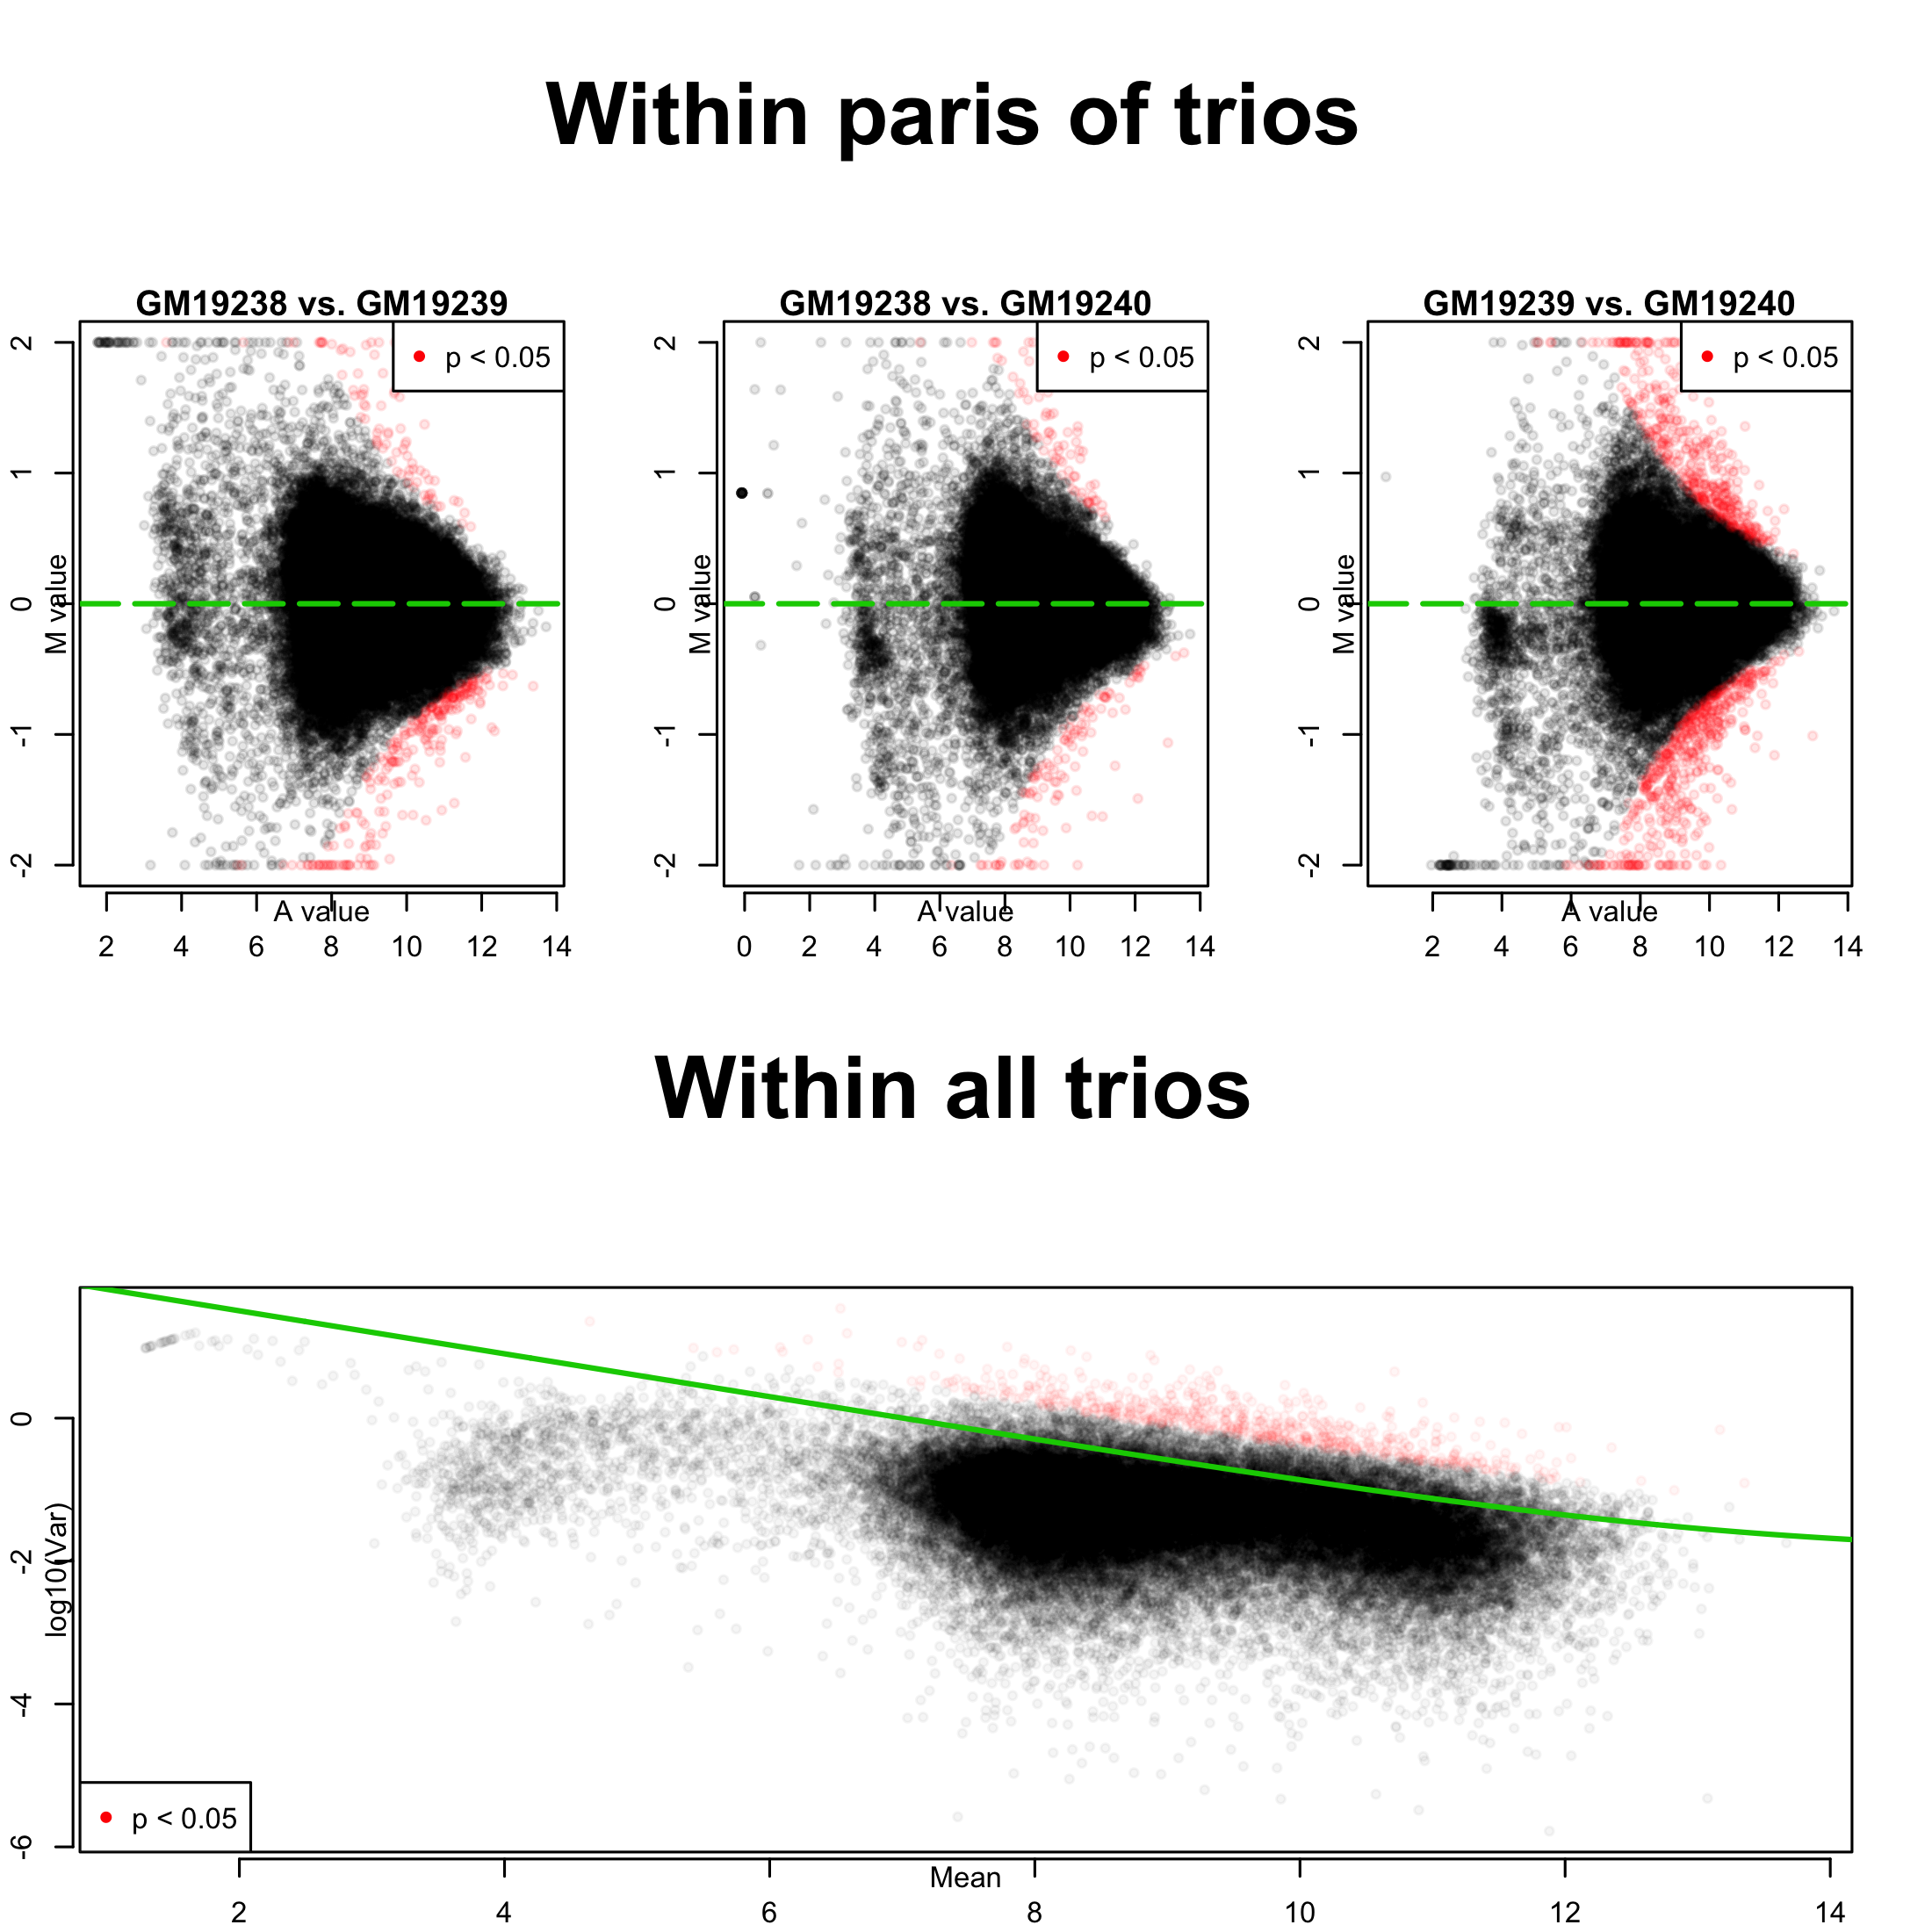 Within paris of trios
GM19238 vs. GM19239
p < 0.05
M value
2
1
0
-1
-2
A value
2 4 6 8 10 12 14
GM19238 vs. GM19240
p < 0.05
M value
2
1
0
-1
-2
A value
0 2 4 6 8 10 12 14
GM19239 vs. GM19240
p < 0.05
M value
2
1
0
-1
-2
A value
2 4 6 8 10 12 14
Within all trios
log10(Var)
0
-2
-4
-6
p < 0.05
Mean
2 4 6 8 10 12 14